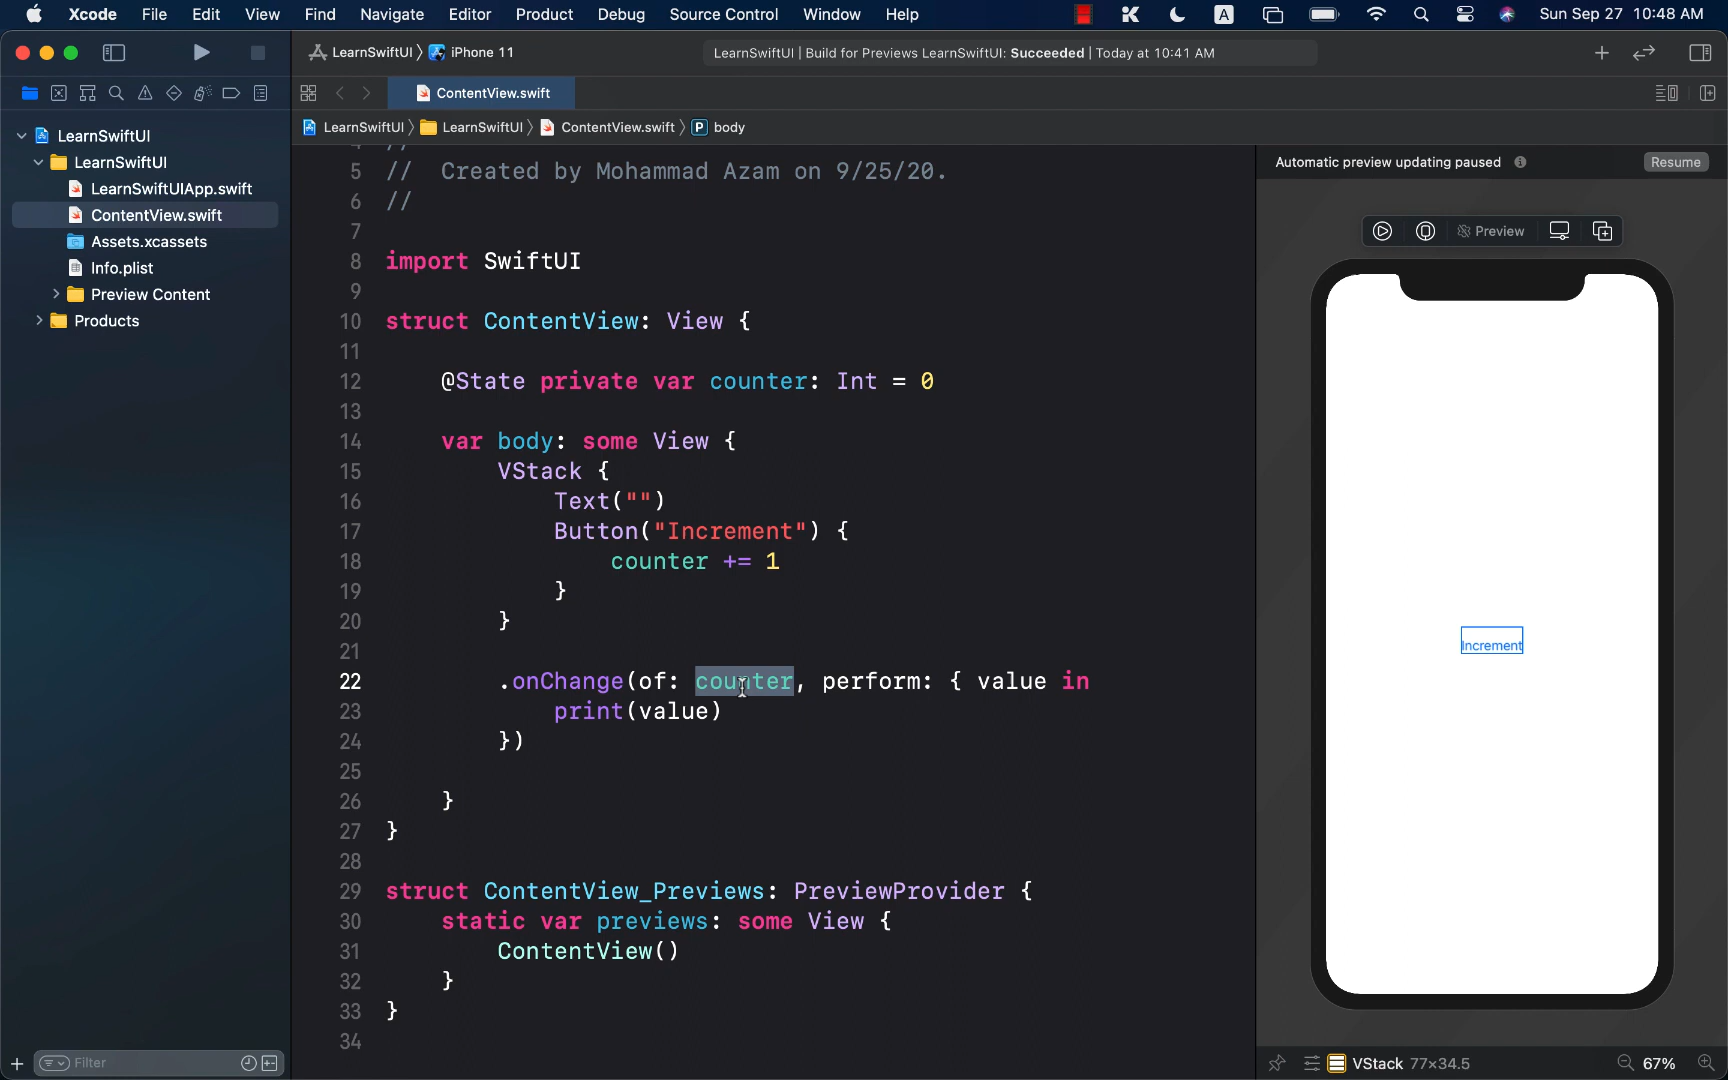 Xcode File Edit View Find Navigate Editor Product Debug Source Control Window Help A Sun Sep 27 10:48 AM
LearnSwiftUI iPhone 11 LearnSwiftUI | Build for Previews LearnSwiftUI: Succeeded | Today at 10:41 AM
ContentView.swift
LearnSwiftUI LearnSwiftUI ContentView.swift P body
LearnSwiftUI
LearnSwiftUI
LearnSwiftUIApp.swift
ContentView.swift
Assets.xcassets
Info.plist
Preview Content
Products
Filter
4 //
5 //  Created by Mohammad Azam on 9/25/20.
6 //
7
8 import SwiftUI
9
10 struct ContentView: View {
11
12     @State private var counter: Int = 0
13
14     var body: some View {
15         VStack {
16             Text("")
17             Button("Increment") {
18                 counter += 1
19             }
20         }
21
22         .onChange(of: counter, perform: { value in
23             print(value)
24         })
25
26     }
27 }
28
29 struct ContentView_Previews: PreviewProvider {
30     static var previews: some View {
31         ContentView()
32     }
33 }
34
Automatic preview updating paused Resume
Preview
Increment
VStack 77×34.5 67%